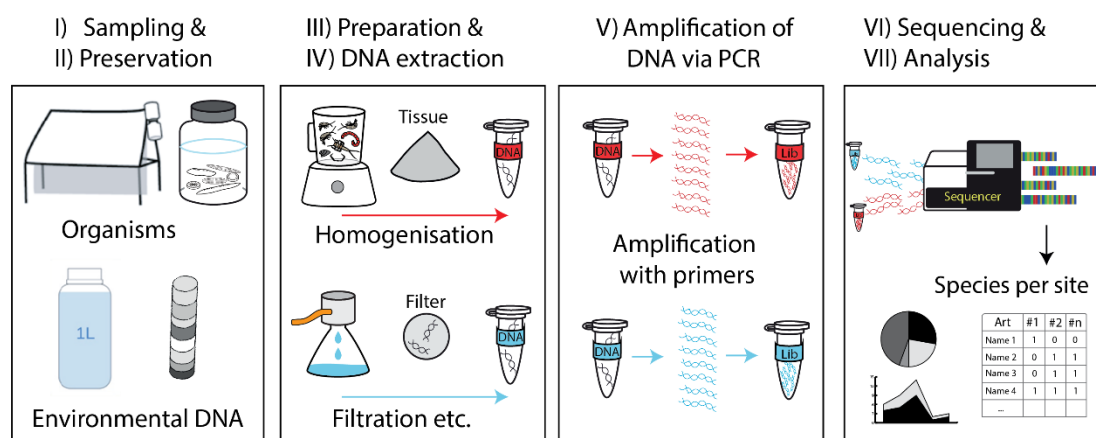 I) Sampling &
II) Preservation
Organisms
1L
Environmental DNA
III) Preparation &
IV) DNA extraction
Tissue
DNA
Homogenisation
Filter
DNA
Filtration etc.
V) Amplification of
DNA via PCR
DNA
Lib
Amplification
with primers
DNA
Lib
VI) Sequencing &
VII) Analysis
Sequencer
Species per site
Art #1 #2 #n
Name 1 1 0 0
Name 2 0 1 1
Name 3 0 1 1
Name 4 1 1 1
...